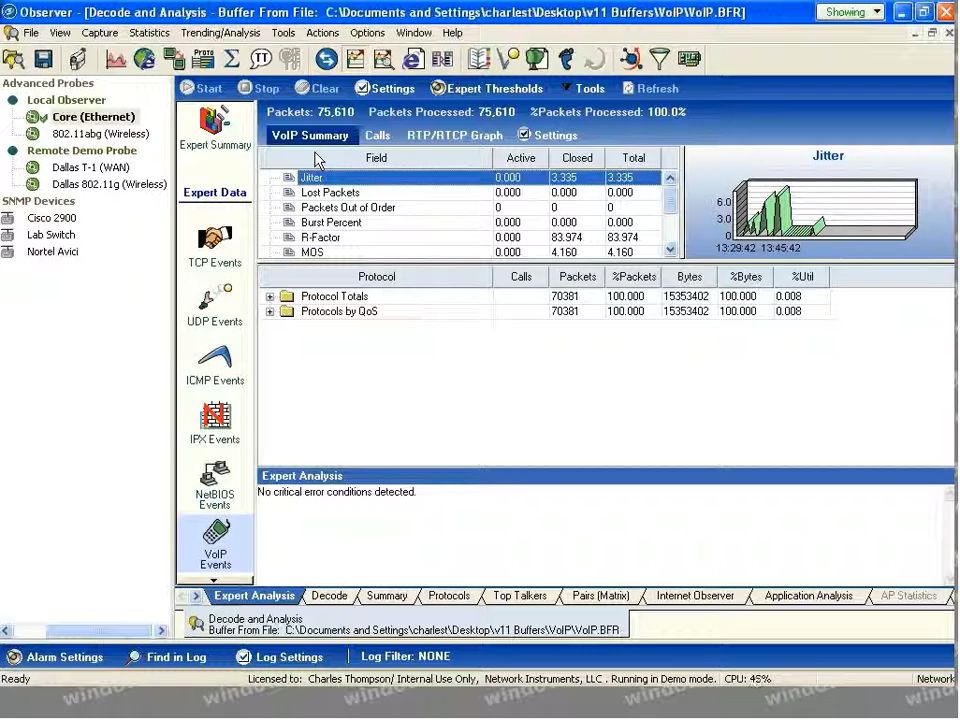 Observer - [Decode and Analysis - Buffer From File: C:\Documents and Settings\charlest\Desktop\v11 Buffers\VoIP\VoIP.BFR]
Showing
File View Capture Statistics Trending/Analysis Tools Actions Options Window Help
Advanced Probes
Local Observer
Core (Ethernet)
802.11abg (Wireless)
Remote Demo Probe
Dallas T-1 (WAN)
Dallas 802.11g (Wireless)
SNMP Devices
Cisco 2900
Lab Switch
Nortel Avici
Start Stop Clear Settings Expert Thresholds Tools Refresh
Expert Summary
Expert Data
TCP Events
UDP Events
ICMP Events
IPX Events
NetBIOS Events
VoIP Events
Packets: 75,610 Packets Processed: 75,610 %Packets Processed: 100.0%
VoIP Summary Calls RTP/RTCP Graph Settings
Field Active Closed Total
Jitter 0.000 3.335 3.335
Lost Packets 0.000 0.000 0.000
Packets Out of Order 0 0 0
Burst Percent 0.000 0.000 0.000
R-Factor 0.000 83.974 83.974
MOS 0.000 4.160 4.160
Jitter
6.0
3.0
0
13:29:42 13:45:42
Protocol Calls Packets %Packets Bytes %Bytes %Util
Protocol Totals 70381 100.000 15353402 100.000 0.008
Protocols by QoS 70381 100.000 15353402 100.000 0.008
Expert Analysis
No critical error conditions detected.
Expert Analysis Decode Summary Protocols Top Talkers Pairs (Matrix) Internet Observer Application Analysis AP Statistics
Decode and Analysis
Buffer From File: C:\Documents and Settings\charlest\Desktop\v11 Buffers\VoIP\VoIP.BFR
Alarm Settings Find in Log Log Settings Log Filter: NONE
Ready Licensed to: Charles Thompson/ Internal Use Only, Network Instruments, LLC . Running in Demo mode. CPU: 45% Network